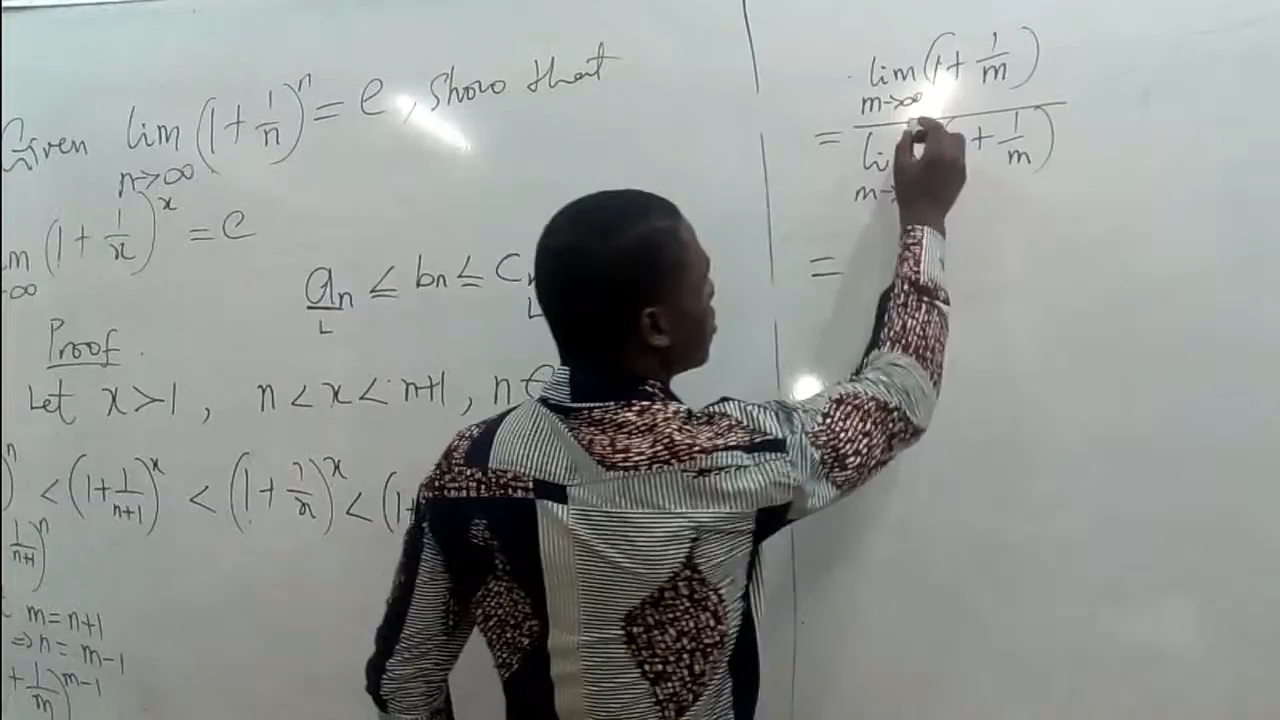 Given lim (1 + 1/n)^n = e, show that
n→∞
m (1 + 1/x)^x = e
→∞
an ≤ bn ≤ C
L L
Proof.
Let x > 1, n < x < n+1, n
)^n < (1 + 1/(n+1))^x < (1 + 1/x)^x < (1+
1/(n+1))^n
m = n+1
⇒ n = m-1
+ 1/m)^(m-1)
lim (1 + 1/m)
m→∞
=
li + 1/m)
m→
=